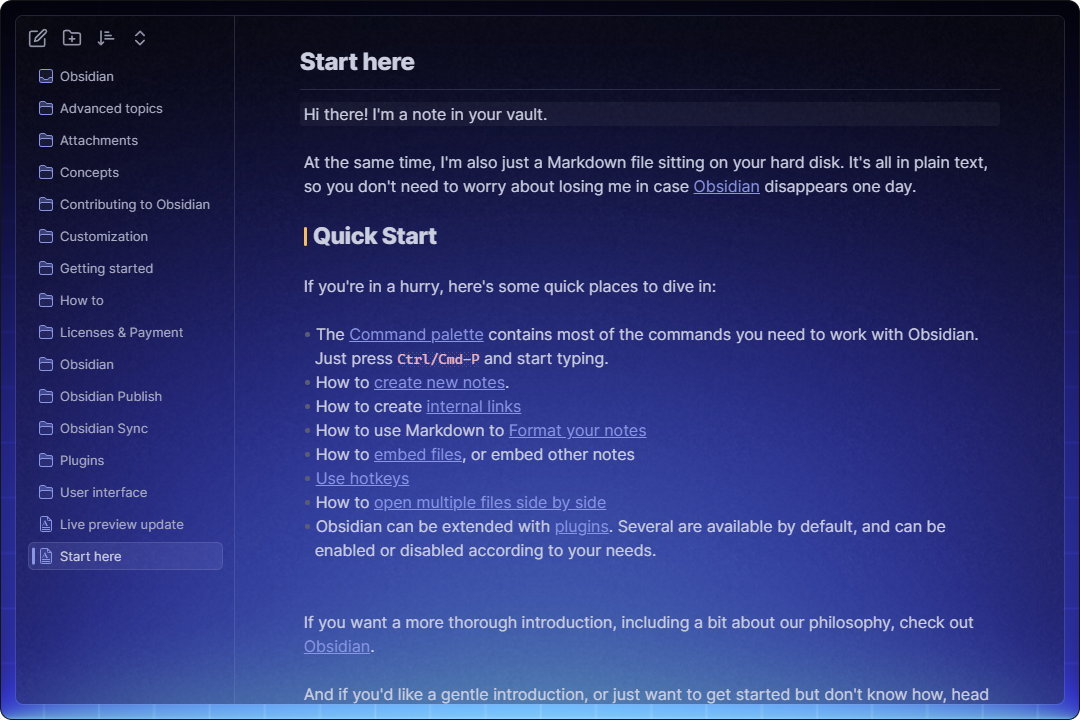 Obsidian
Advanced topics
Attachments
Concepts
Contributing to Obsidian
Customization
Getting started
How to
Licenses & Payment
Obsidian
Obsidian Publish
Obsidian Sync
Plugins
User interface
Live preview update
Start here
Start here
Hi there! I'm a note in your vault.
At the same time, I'm also just a Markdown file sitting on your hard disk. It's all in plain text,
so you don't need to worry about losing me in case Obsidian disappears one day.
Quick Start
If you're in a hurry, here's some quick places to dive in:
The Command palette contains most of the commands you need to work with Obsidian.
Just press Ctrl/Cmd-P and start typing.
How to create new notes.
How to create internal links
How to use Markdown to Format your notes
How to embed files, or embed other notes
Use hotkeys
How to open multiple files side by side
Obsidian can be extended with plugins. Several are available by default, and can be
enabled or disabled according to your needs.
If you want a more thorough introduction, including a bit about our philosophy, check out
Obsidian.
And if you'd like a gentle introduction, or just want to get started but don't know how, head